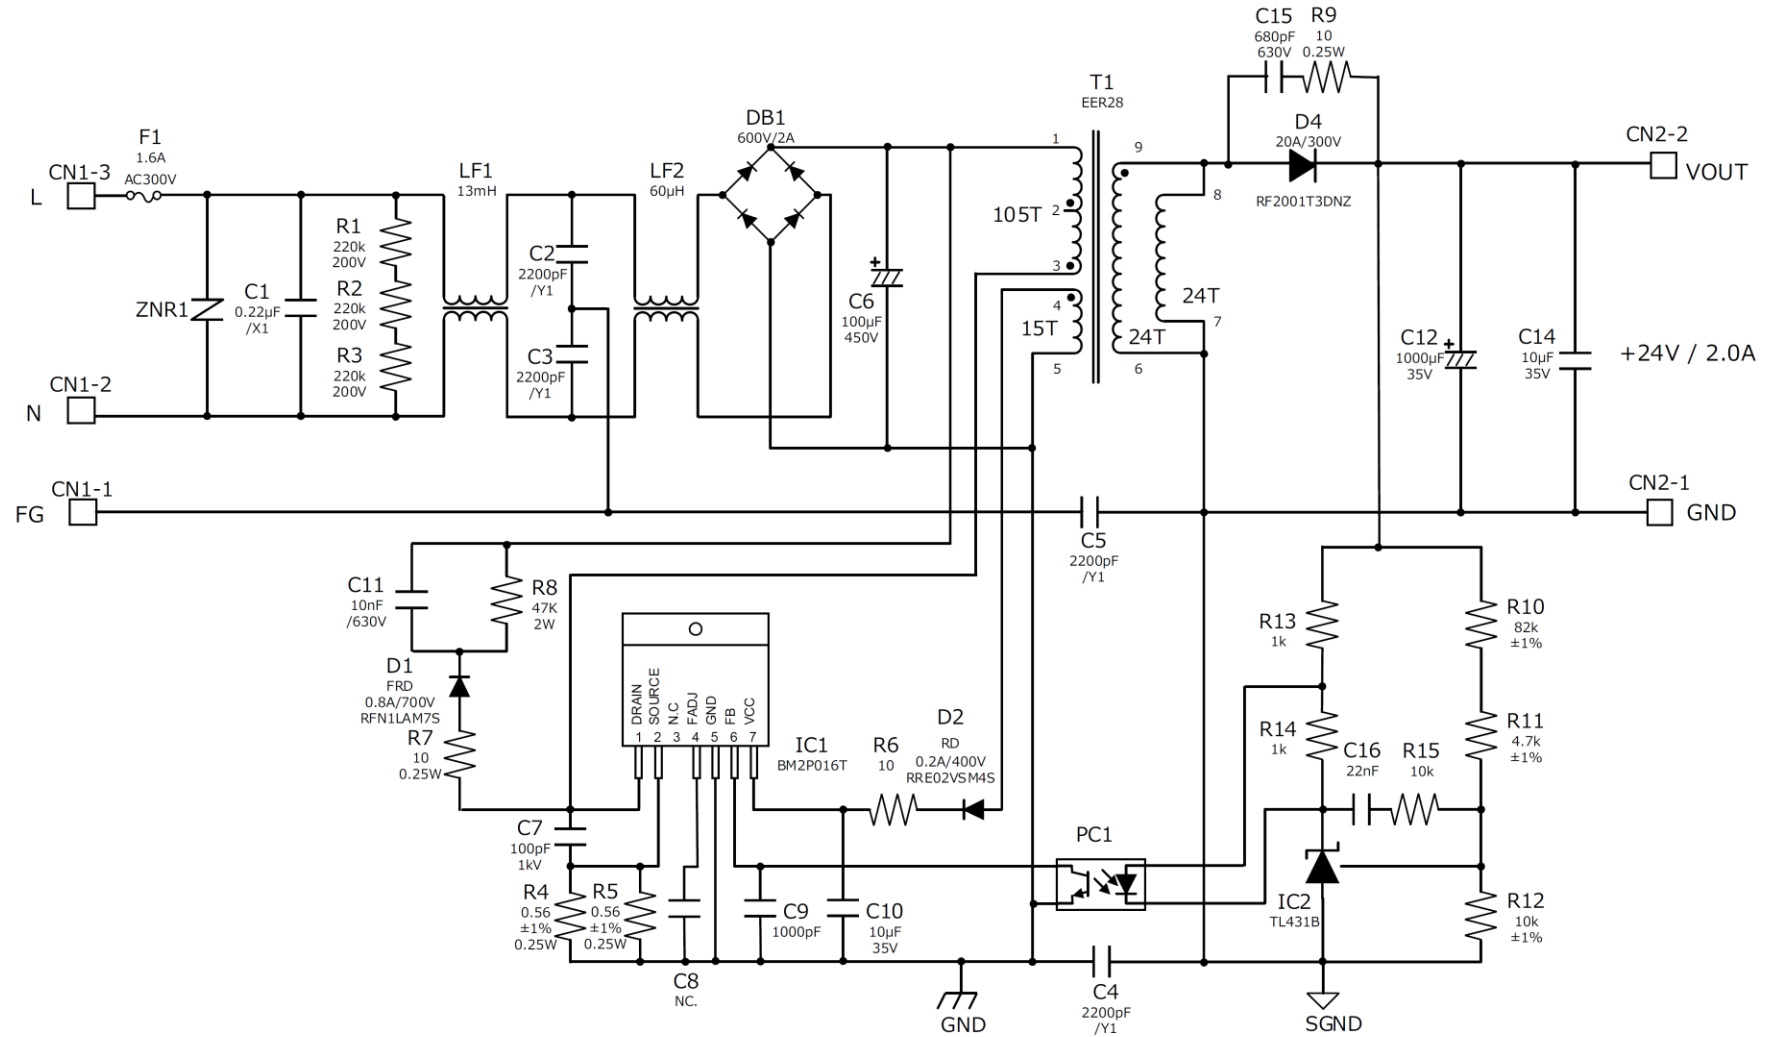 C15
680pF
630V
R9
10
0.25W
T1
EER28
F1
1.6A
AC300V
CN1-3
L
LF1
13mH
LF2
60μH
DB1
600V/2A
1
9
D4
20A/300V
RF2001T3DNZ
CN2-2
VOUT
8
105T
2
R1
220k
200V
R2
220k
200V
R3
220k
200V
ZNR1
C1
0.22μF
/X1
C2
2200pF
/Y1
C3
2200pF
/Y1
+
C6
100μF
450V
3
4
15T
5
24T
7
24T
6
+
C12
1000μF
35V
C14
10μF
35V
+24V / 2.0A
CN1-2
N
CN1-1
FG
C5
2200pF
/Y1
CN2-1
GND
C11
10nF
/630V
R8
47K
2W
D1
FRD
0.8A/700V
RFN1LAM7S
R7
10
0.25W
DRAIN
SOURCE
N.C
FADJ
GND
FB
VCC
1 2 3 4 5 6 7
IC1
BM2P016T
R6
10
D2
RD
0.2A/400V
RRE02VSM4S
R13
1k
R10
82k
±1%
R14
1k
C16
22nF
R15
10k
R11
4.7k
±1%
PC1
C7
100pF
1kV
R4
0.56
±1%
0.25W
R5
0.56
±1%
0.25W
C8
NC.
C9
1000pF
C10
10μF
35V
IC2
TL431B
R12
10k
±1%
GND
C4
2200pF
/Y1
SGND